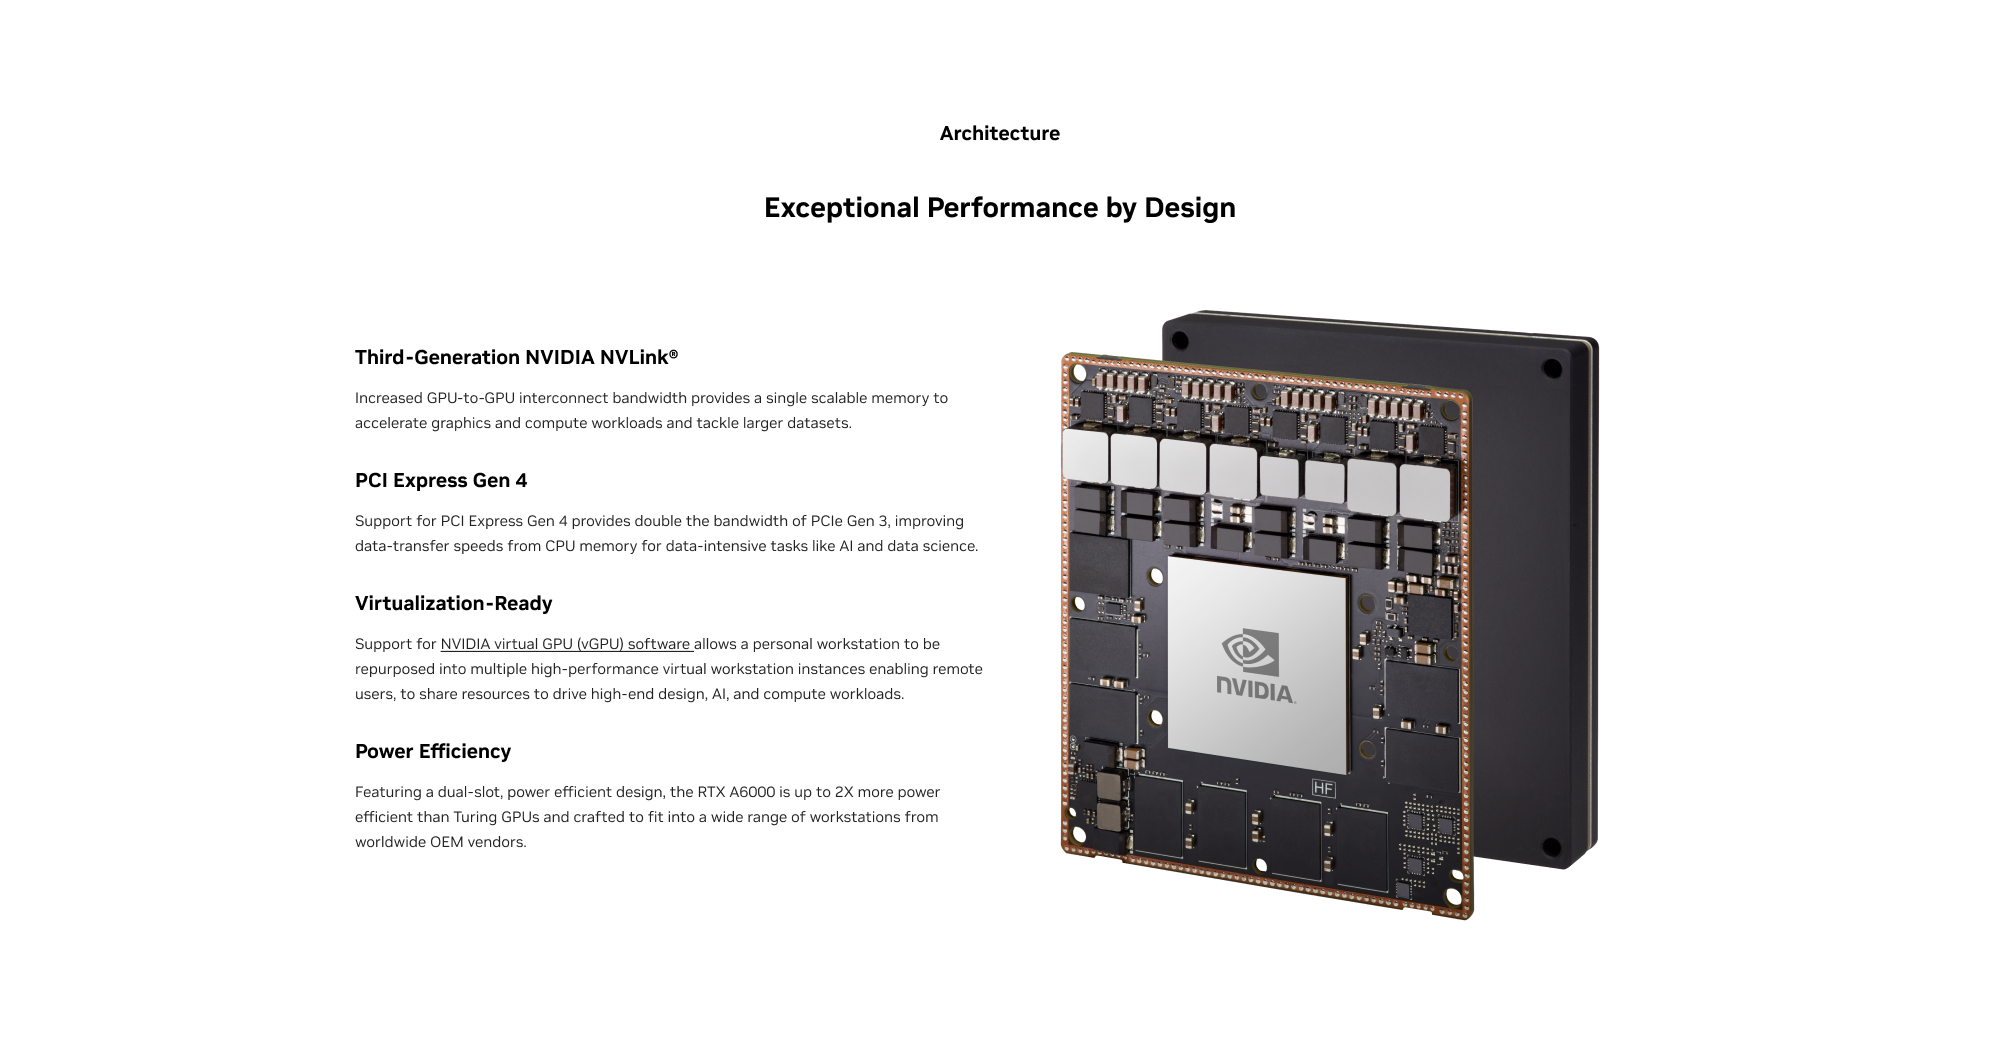 Architecture
Exceptional Performance by Design
Third-Generation NVIDIA NVLink®
Increased GPU-to-GPU interconnect bandwidth provides a single scalable memory to
accelerate graphics and compute workloads and tackle larger datasets.
PCI Express Gen 4
Support for PCI Express Gen 4 provides double the bandwidth of PCIe Gen 3, improving
data-transfer speeds from CPU memory for data-intensive tasks like AI and data science.
Virtualization-Ready
Support for NVIDIA virtual GPU (vGPU) software allows a personal workstation to be
repurposed into multiple high-performance virtual workstation instances enabling remote
users, to share resources to drive high-end design, AI, and compute workloads.
Power Efficiency
Featuring a dual-slot, power efficient design, the RTX A6000 is up to 2X more power
efficient than Turing GPUs and crafted to fit into a wide range of workstations from
worldwide OEM vendors.
NVIDIA
HF